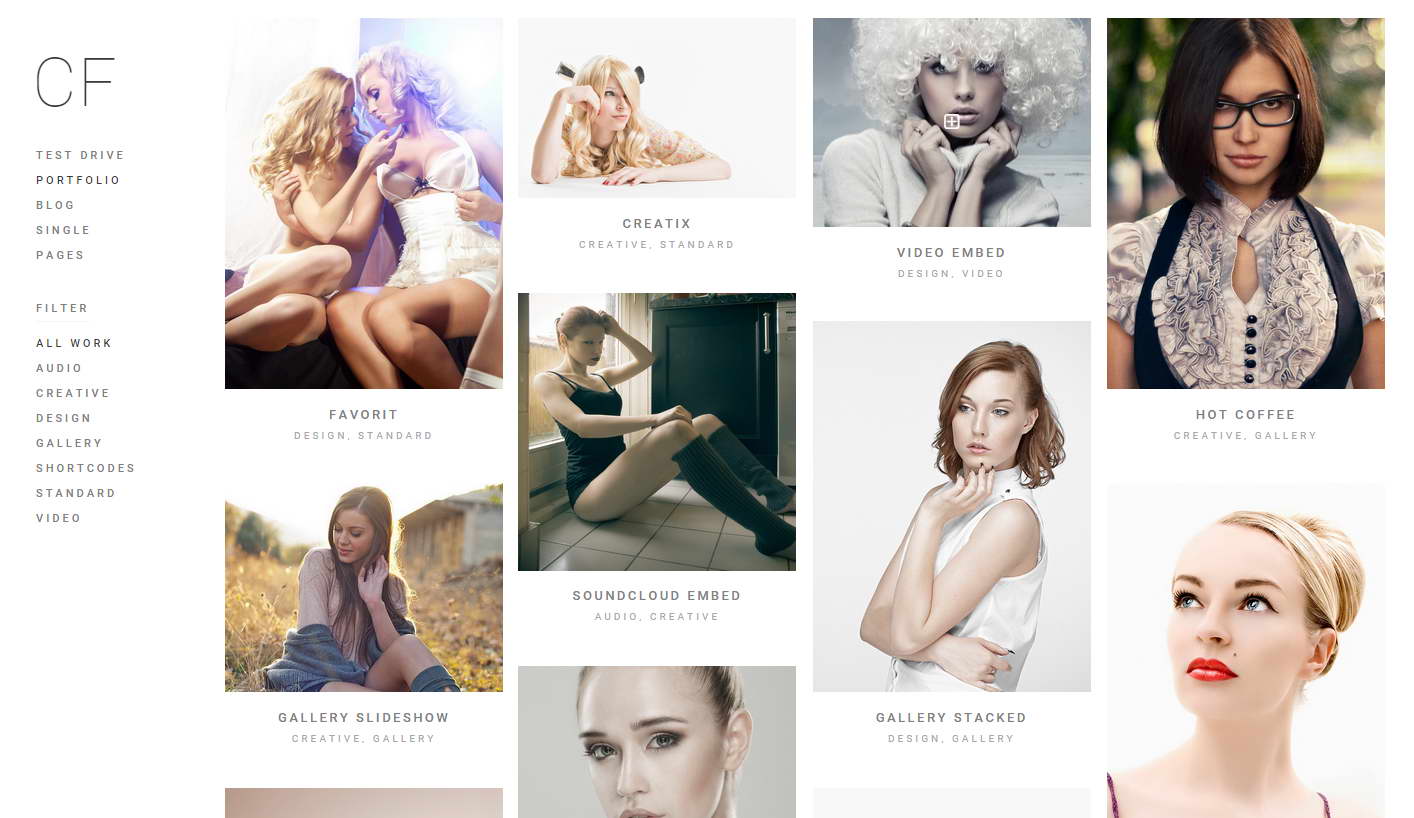 CF
TEST DRIVE
PORTFOLIO
BLOG
SINGLE
PAGES
FILTER
ALL WORK
AUDIO
CREATIVE
DESIGN
GALLERY
SHORTCODES
STANDARD
VIDEO
FAVORIT
DESIGN, STANDARD
GALLERY SLIDESHOW
CREATIVE, GALLERY
CREATIX
CREATIVE, STANDARD
SOUNDCLOUD EMBED
AUDIO, CREATIVE
VIDEO EMBED
DESIGN, VIDEO
GALLERY STACKED
DESIGN, GALLERY
HOT COFFEE
CREATIVE, GALLERY